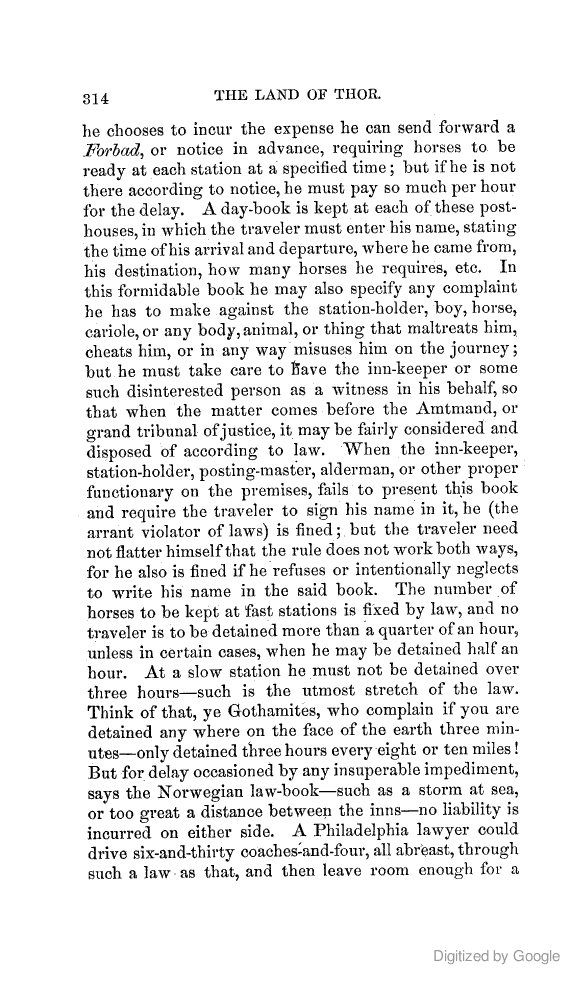 314 THE LAND OF THOR.
he chooses to incur the expense he can send forward a
Forbad, or notice in advance, requiring horses to be
ready at each station at a specified time; but if he is not
there according to notice, he must pay so much per hour
for the delay. A day-book is kept at each of these post-
houses, in which the traveler must enter his name, stating
the time of his arrival and departure, where he came from,
his destination, how many horses he requires, etc. In
this formidable book he may also specify any complaint
he has to make against the station-holder, boy, horse,
cariole, or any body, animal, or thing that maltreats him,
cheats him, or in any way misuses him on the journey;
but he must take care to have the inn-keeper or some
such disinterested person as a witness in his behalf, so
that when the matter comes before the Amtmand, or
grand tribunal of justice, it may be fairly considered and
disposed of according to law. When the inn-keeper,
station-holder, posting-master, alderman, or other proper
functionary on the premises, fails to present this book
and require the traveler to sign his name in it, he (the
arrant violator of laws) is fined; but the traveler need
not flatter himself that the rule does not work both ways,
for he also is fined if he refuses or intentionally neglects
to write his name in the said book. The number of
horses to be kept at fast stations is fixed by law, and no
traveler is to be detained more than a quarter of an hour,
unless in certain cases, when he may be detained half an
hour. At a slow station he must not be detained over
three hours—such is the utmost stretch of the law.
Think of that, ye Gothamites, who complain if you are
detained any where on the face of the earth three min-
utes—only detained three hours every eight or ten miles!
But for delay occasioned by any insuperable impediment,
says the Norwegian law-book—such as a storm at sea,
or too great a distance between the inns—no liability is
incurred on either side. A Philadelphia lawyer could
drive six-and-thirty coaches-and-four, all abreast, through
such a law as that, and then leave room enough for a
Digitized by Google